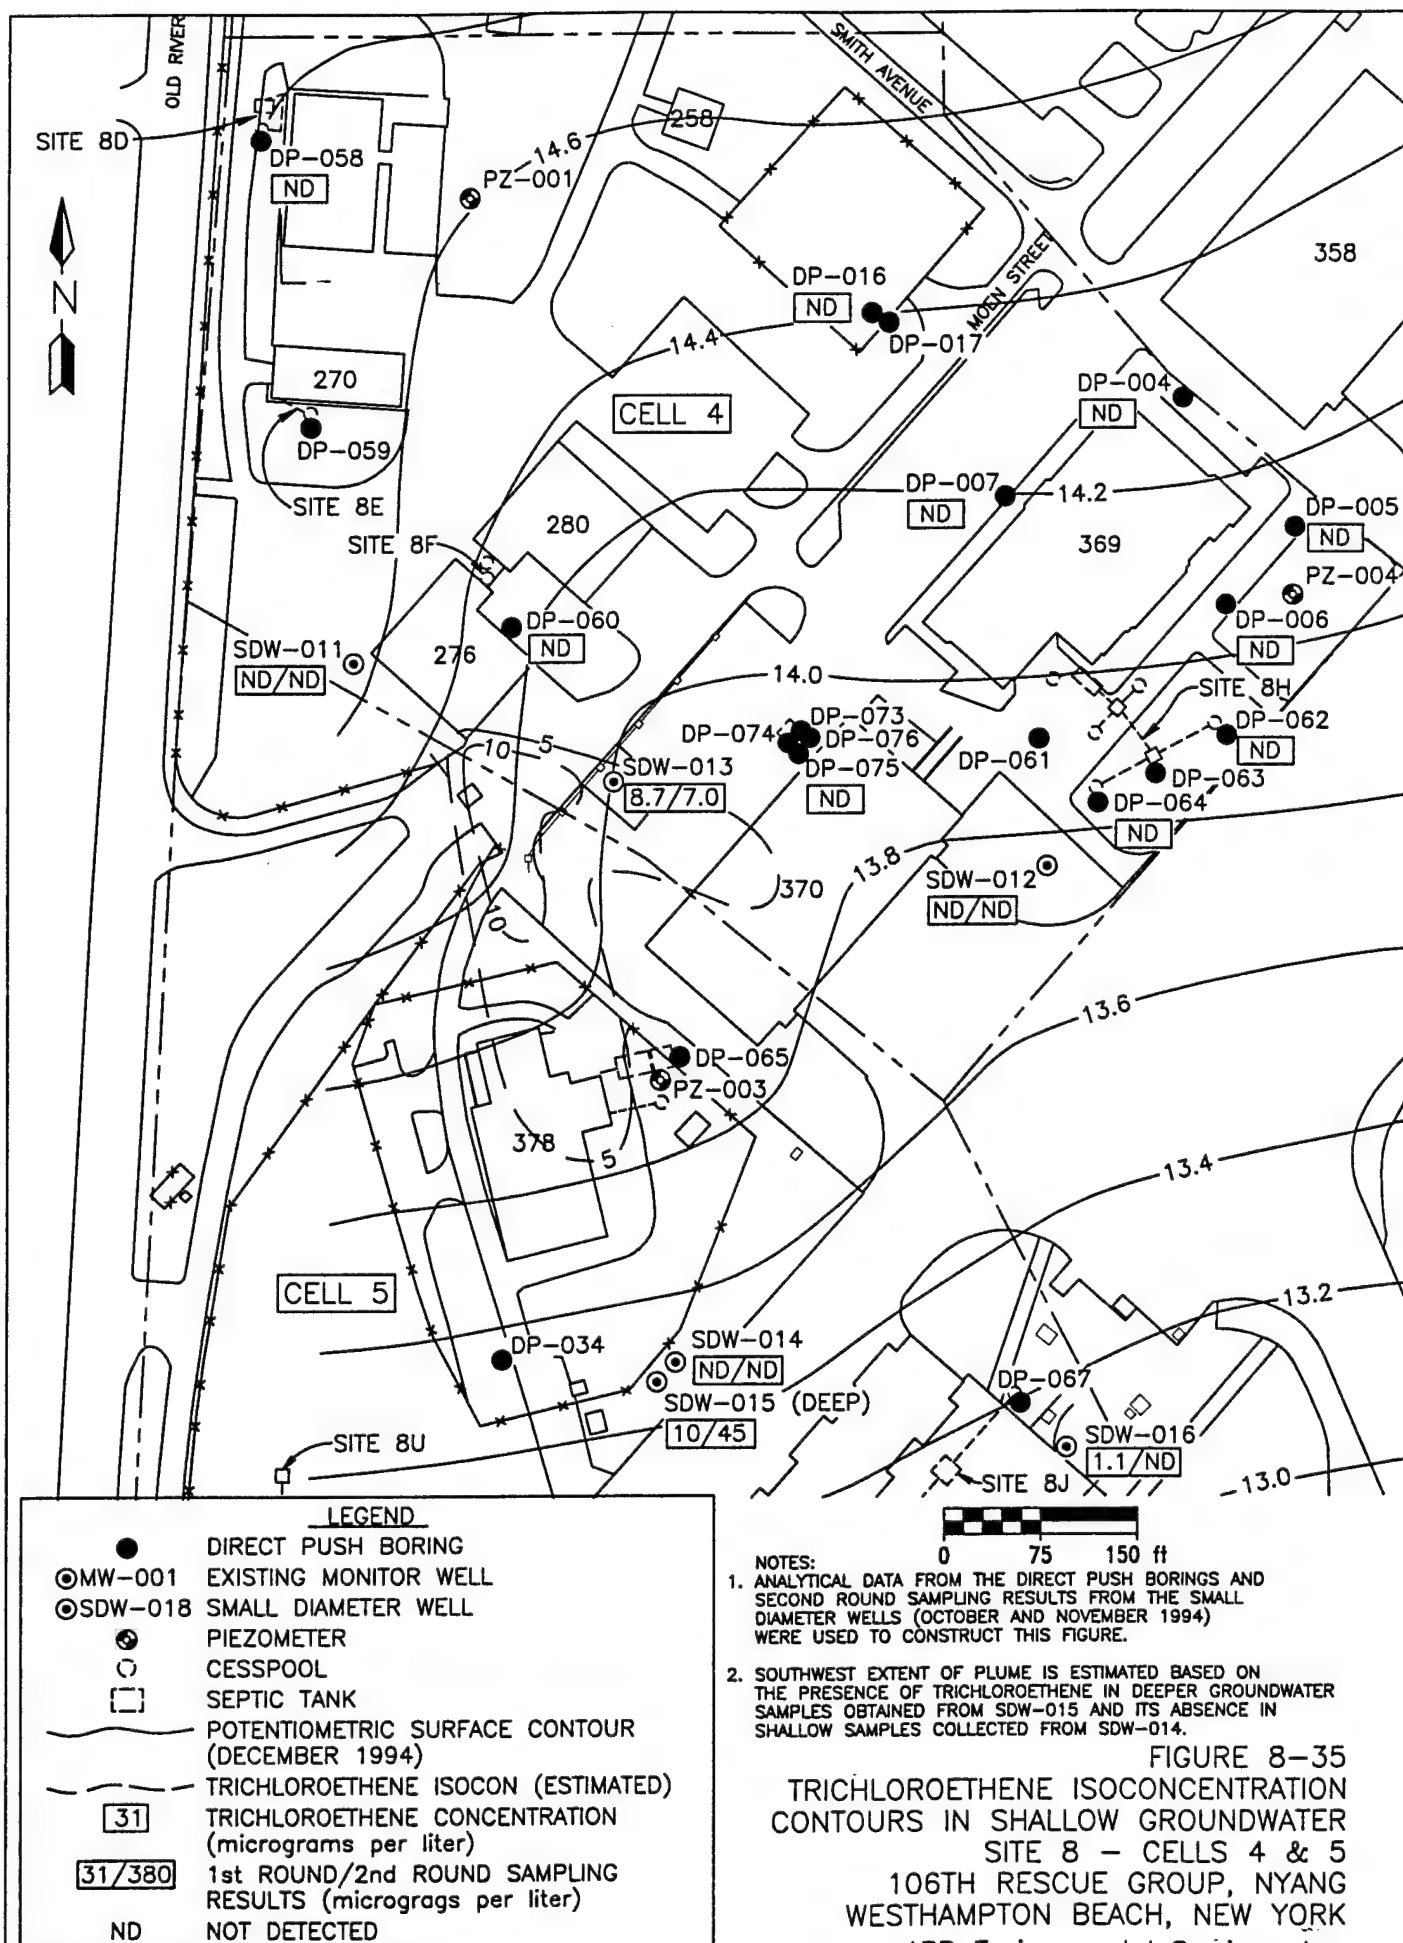 OLD RIVER
SMITH AVENUE
SITE 8D
DP-058
ND
14.6
PZ-001
258
358
DP-016
ND
DP-017
MOEN STREET
14.4
CELL 4
270
DP-059
SITE 8E
DP-004
ND
DP-007
ND
14.2
DP-005
ND
280
369
SITE 8F
PZ-004
DP-006
ND
DP-060
ND
SDW-011
ND/ND
276
14.0
SITE 8H
DP-062
ND
DP-073
DP-074
DP-076
DP-075
ND
DP-061
DP-063
DP-064
ND
10
5
SDW-013
8.7/7.0
13.8
370
SDW-012
ND/ND
10
13.6
DP-065
PZ-003
378
5
13.4
CELL 5
13.2
DP-034
SDW-014
ND/ND
SDW-015 (DEEP)
10/45
DP-067
SDW-016
1.1/ND
SITE 8U
SITE 8J
13.0
LEGEND
DIRECT PUSH BORING
MW-001 EXISTING MONITOR WELL
SDW-018 SMALL DIAMETER WELL
PIEZOMETER
CESSPOOL
SEPTIC TANK
POTENTIOMETRIC SURFACE CONTOUR
(DECEMBER 1994)
TRICHLOROETHENE ISOCON (ESTIMATED)
31 TRICHLOROETHENE CONCENTRATION
(micrograms per liter)
31/380 1st ROUND/2nd ROUND SAMPLING
RESULTS (microgrags per liter)
ND NOT DETECTED
N
0 75 150 ft
NOTES:
1. ANALYTICAL DATA FROM THE DIRECT PUSH BORINGS AND
SECOND ROUND SAMPLING RESULTS FROM THE SMALL
DIAMETER WELLS (OCTOBER AND NOVEMBER 1994)
WERE USED TO CONSTRUCT THIS FIGURE.
2. SOUTHWEST EXTENT OF PLUME IS ESTIMATED BASED ON
THE PRESENCE OF TRICHLOROETHENE IN DEEPER GROUNDWATER
SAMPLES OBTAINED FROM SDW-015 AND ITS ABSENCE IN
SHALLOW SAMPLES COLLECTED FROM SDW-014.
FIGURE 8-35
TRICHLOROETHENE ISOCONCENTRATION
CONTOURS IN SHALLOW GROUNDWATER
SITE 8 - CELLS 4 & 5
106TH RESCUE GROUP, NYANG
WESTHAMPTON BEACH, NEW YORK